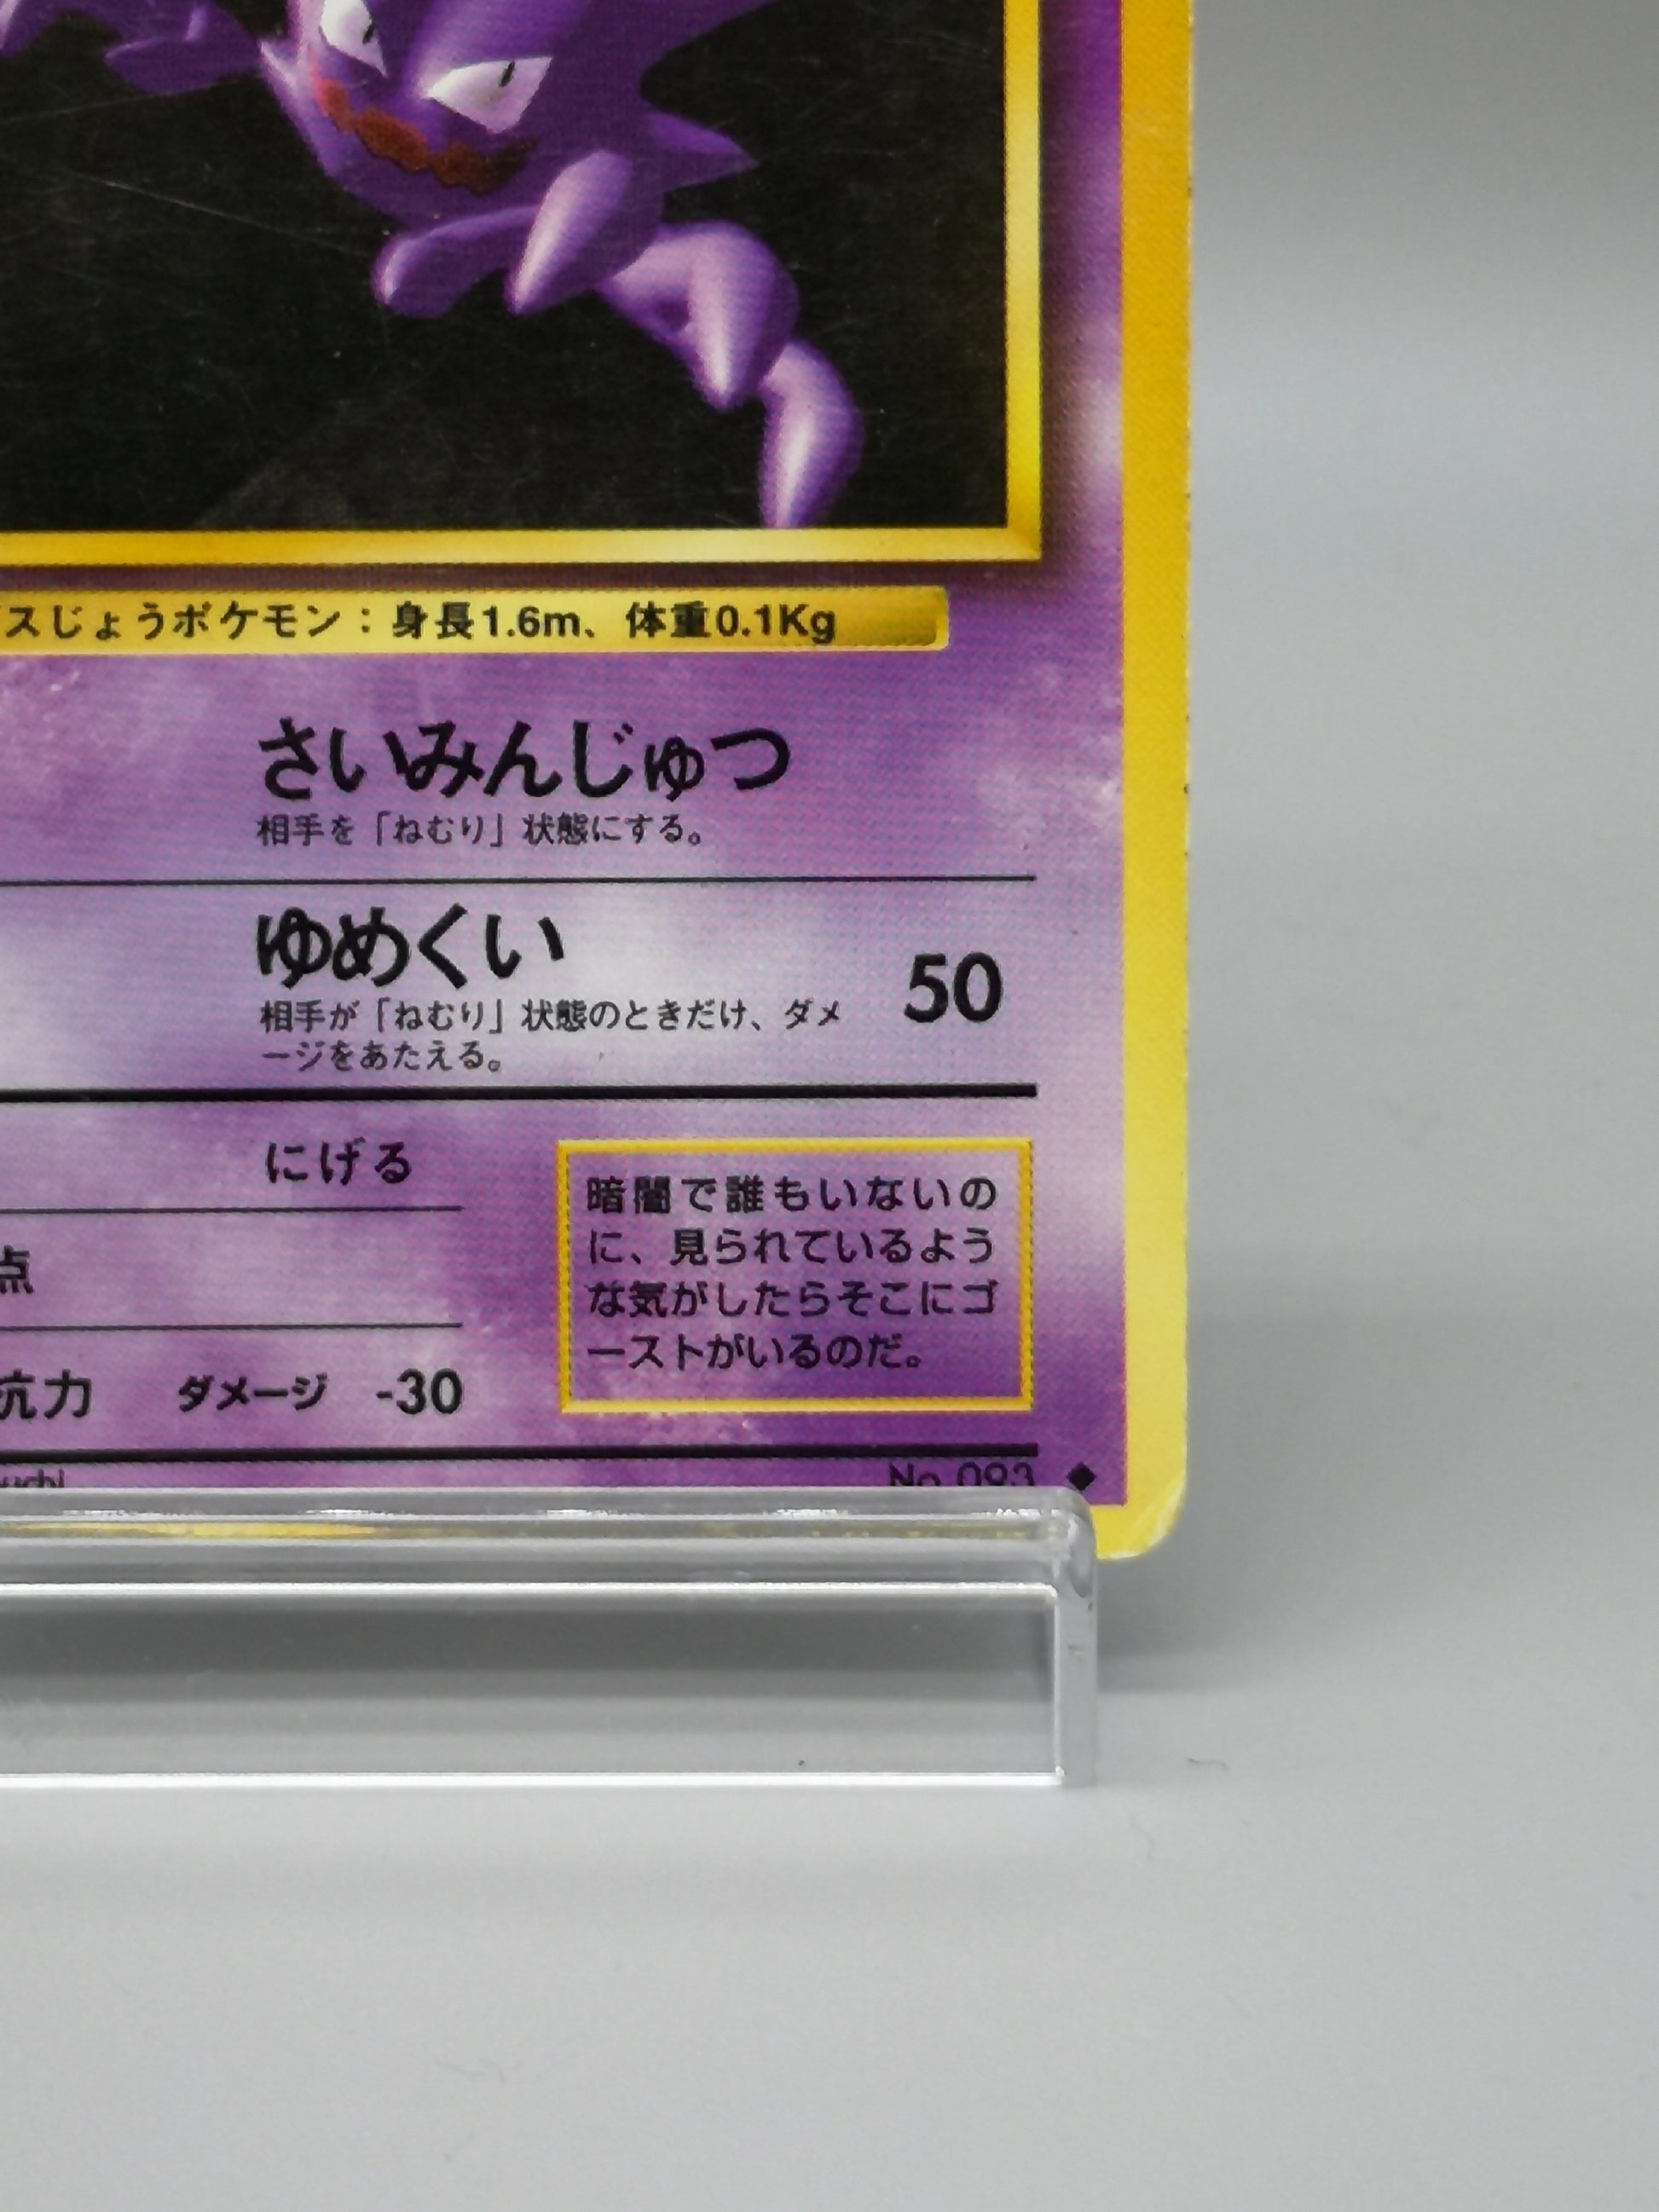 スじょうポケモン：身長1.6m、体重0.1Kg
さいみんじゅつ
相手を「ねむり」状態にする。
ゆめくい 50
相手が「ねむり」状態のときだけ、ダメ
ージをあたえる。
にげる
点
抗力 ダメージ -30
暗闇で誰もいないの
に、見られているよう
な気がしたらそこにゴ
ーストがいるのだ。
No.093 ◆